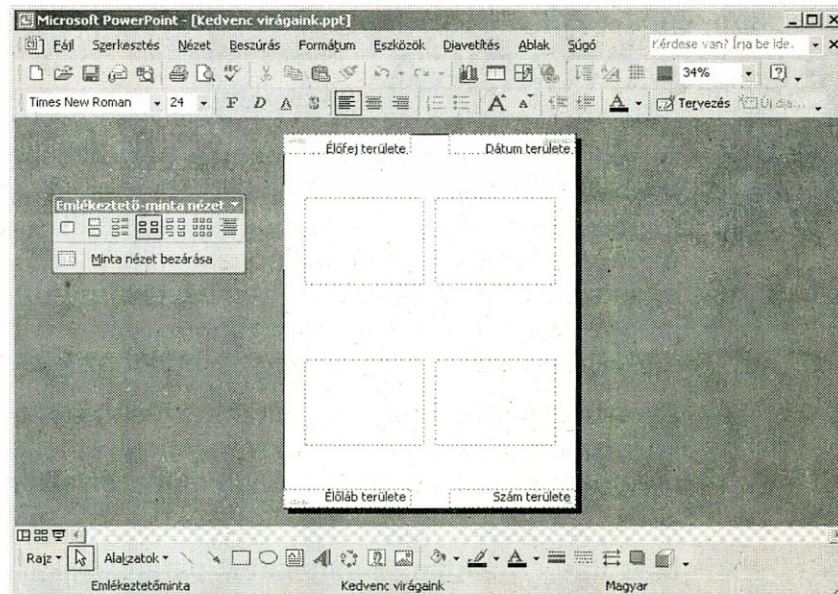 Microsoft PowerPoint - [Kedvenc virágaink.ppt]
Fájl Szerkesztés Nézet Beszúrás Formátum Eszközök Diavetítés Ablak Súgó Kérdése van? Írja be ide.
34%
Times New Roman 24 F D A S A A A Tervezés Új dia...
Élőfej területe Dátum területe
Emlékeztető-minta nézet
Minta nézet bezárása
Élőláb területe Szám területe
Rajz Alakzatok A A
Emlékeztetőminta Kedvenc virágaink Magyar